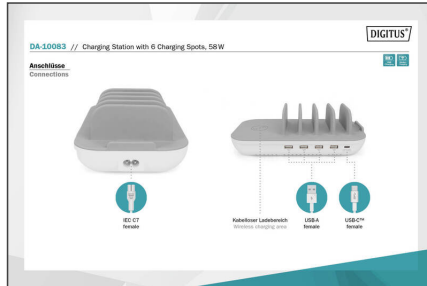 DIGITUS®
DA-10083 // Charging Station with 6 Charging Spots, 58 W
Anschlüsse
Connections
IEC C7
female
Kabelloser Ladebereich
Wireless charging area
USB-A
female
USB-C™
female